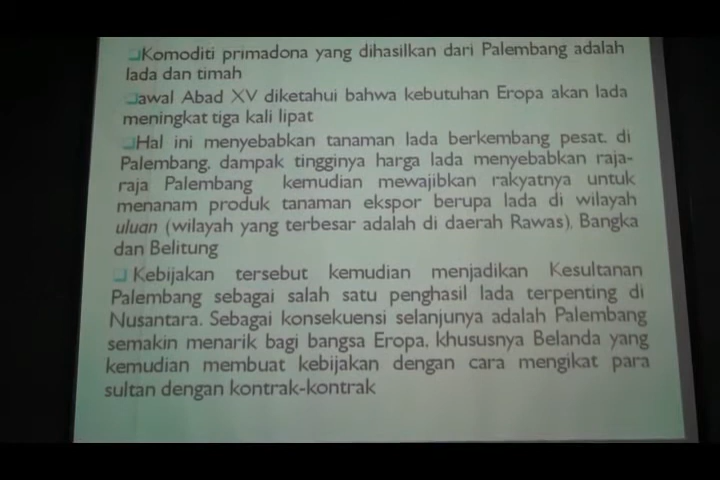 Komoditi primadona yang dihasilkan dari Palembang adalah
lada dan timah
awal Abad XV diketahui bahwa kebutuhan Eropa akan lada
meningkat tiga kali lipat
Hal ini menyebabkan tanaman lada berkembang pesat. di
Palembang. dampak tingginya harga lada menyebabkan raja-
raja Palembang kemudian mewajibkan rakyatnya untuk
menanam produk tanaman ekspor berupa lada di wilayah
uluan (wilayah yang terbesar adalah di daerah Rawas), Bangka
dan Belitung
Kebijakan tersebut kemudian menjadikan Kesultanan
Palembang sebagai salah satu penghasil lada terpenting di
Nusantara. Sebagai konsekuensi selanjunya adalah Palembang
semakin menarik bagi bangsa Eropa, khususnya Belanda yang
kemudian membuat kebijakan dengan cara mengikat para
sultan dengan kontrak-kontrak